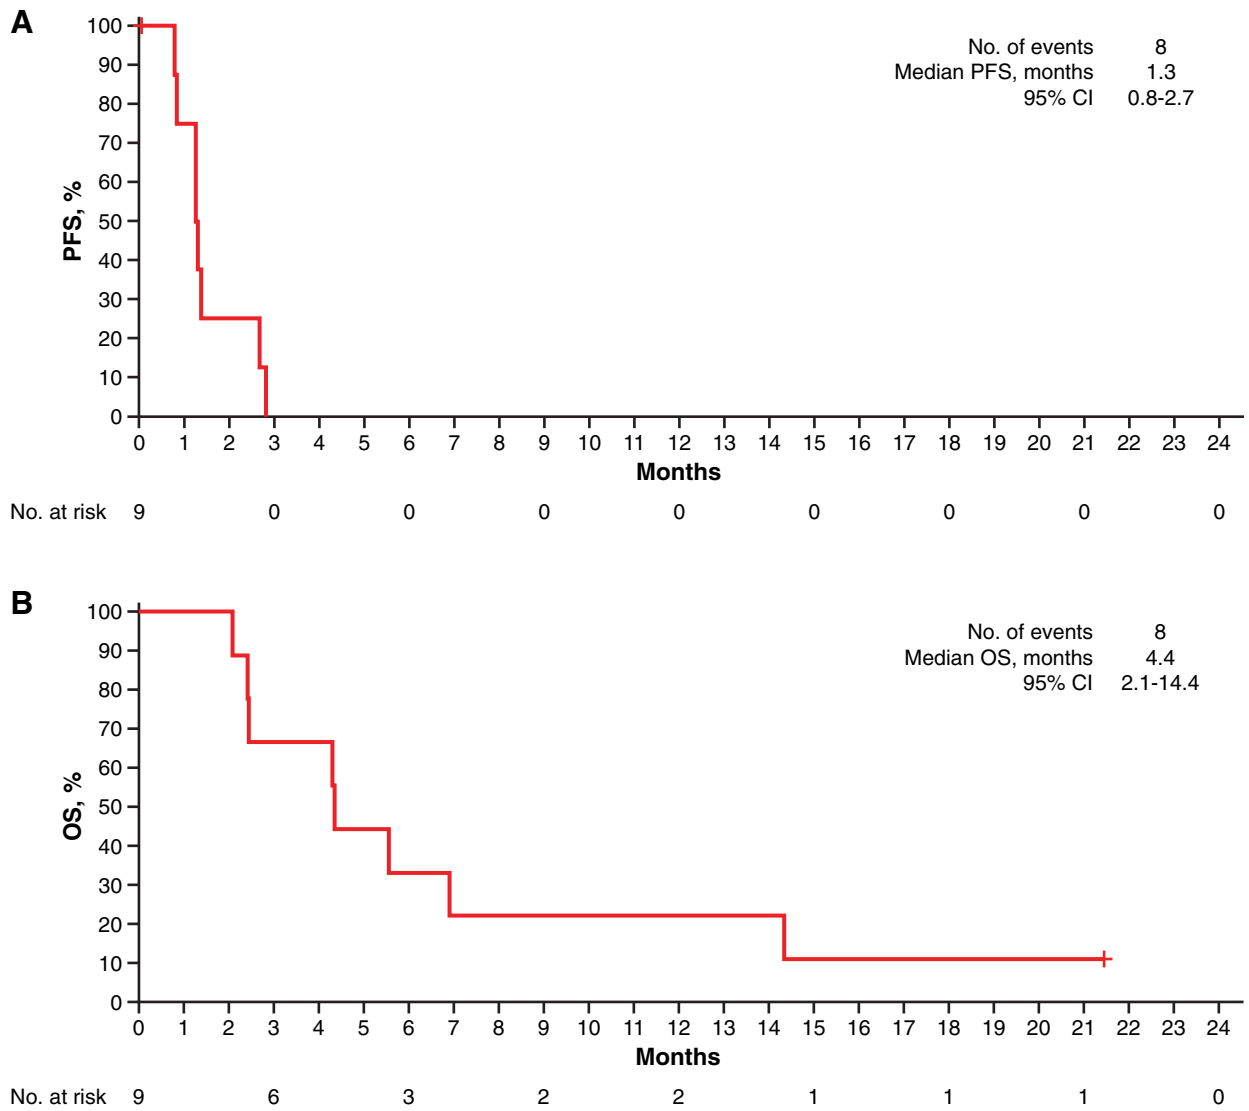 A
No. of events 8
Median PFS, months 1.3
95% CI 0.8-2.7
100
90
80
70
60
50
40
30
20
10
0
PFS, %
0 1 2 3 4 5 6 7 8 9 10 11 12 13 14 15 16 17 18 19 20 21 22 23 24
Months
No. at risk 9 0 0 0 0 0 0 0 0
B
No. of events 8
Median OS, months 4.4
95% CI 2.1-14.4
100
90
80
70
60
50
40
30
20
10
0
OS, %
0 1 2 3 4 5 6 7 8 9 10 11 12 13 14 15 16 17 18 19 20 21 22 23 24
Months
No. at risk 9 6 3 2 2 1 1 1 0